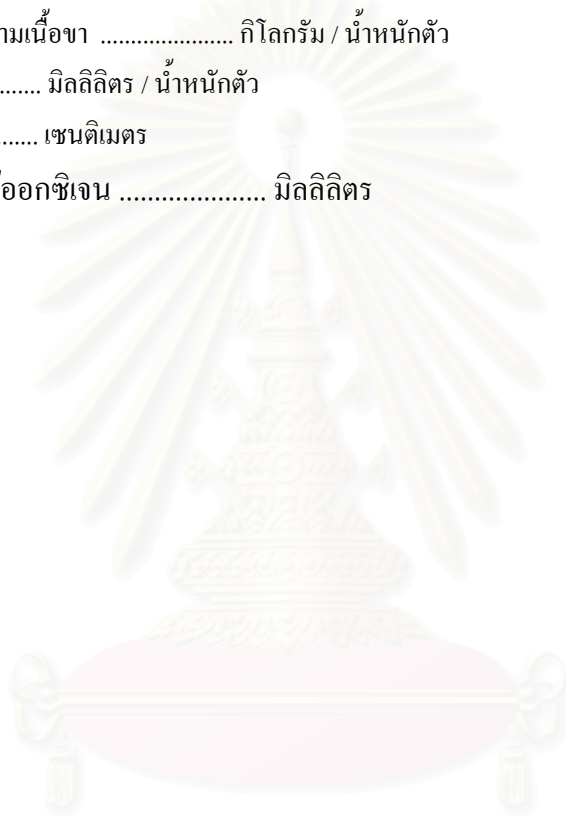 ามเนื้อขา ..................... กิโลกรัม / น้ำหนักตัว
....... มิลลิลิตร / น้ำหนักตัว
....... เซนติเมตร
ออกซิเจน ..................... มิลลิลิตร